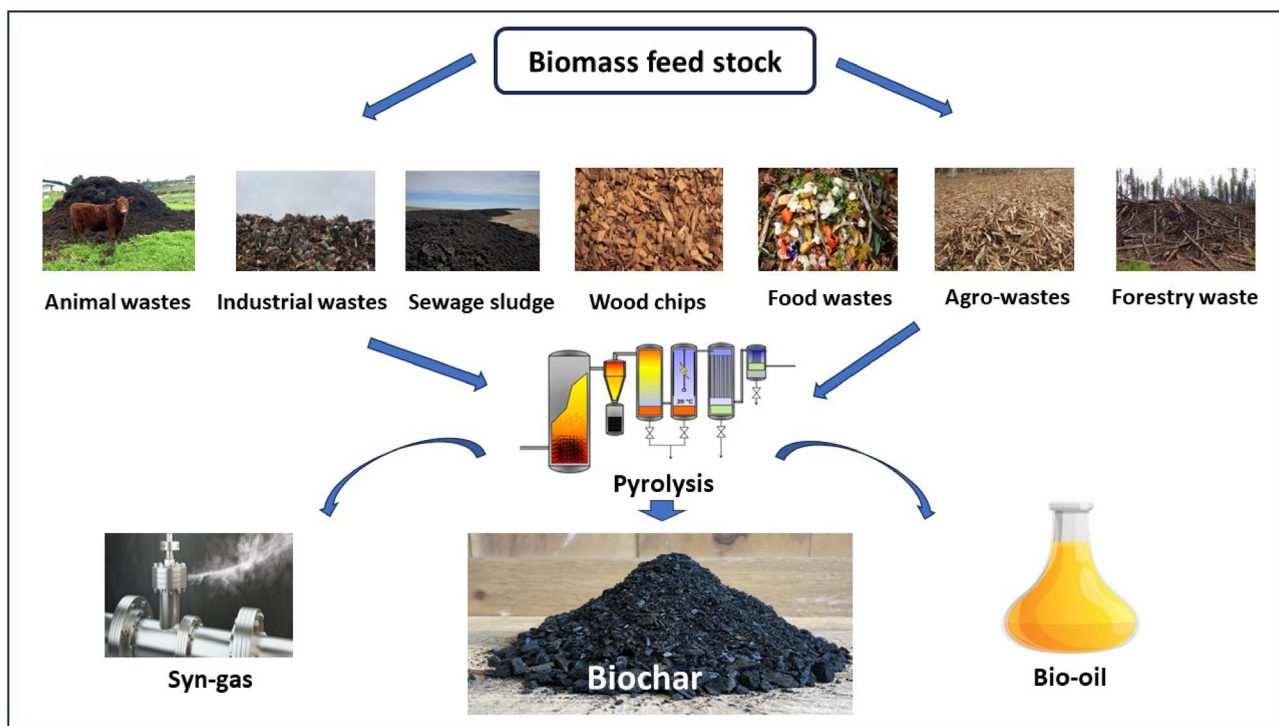 Biomass feed stock
Animal wastes
Industrial wastes
Sewage sludge
Wood chips
Food wastes
Agro-wastes
Forestry waste
20 °C
Pyrolysis
Syn-gas
Biochar
Bio-oil